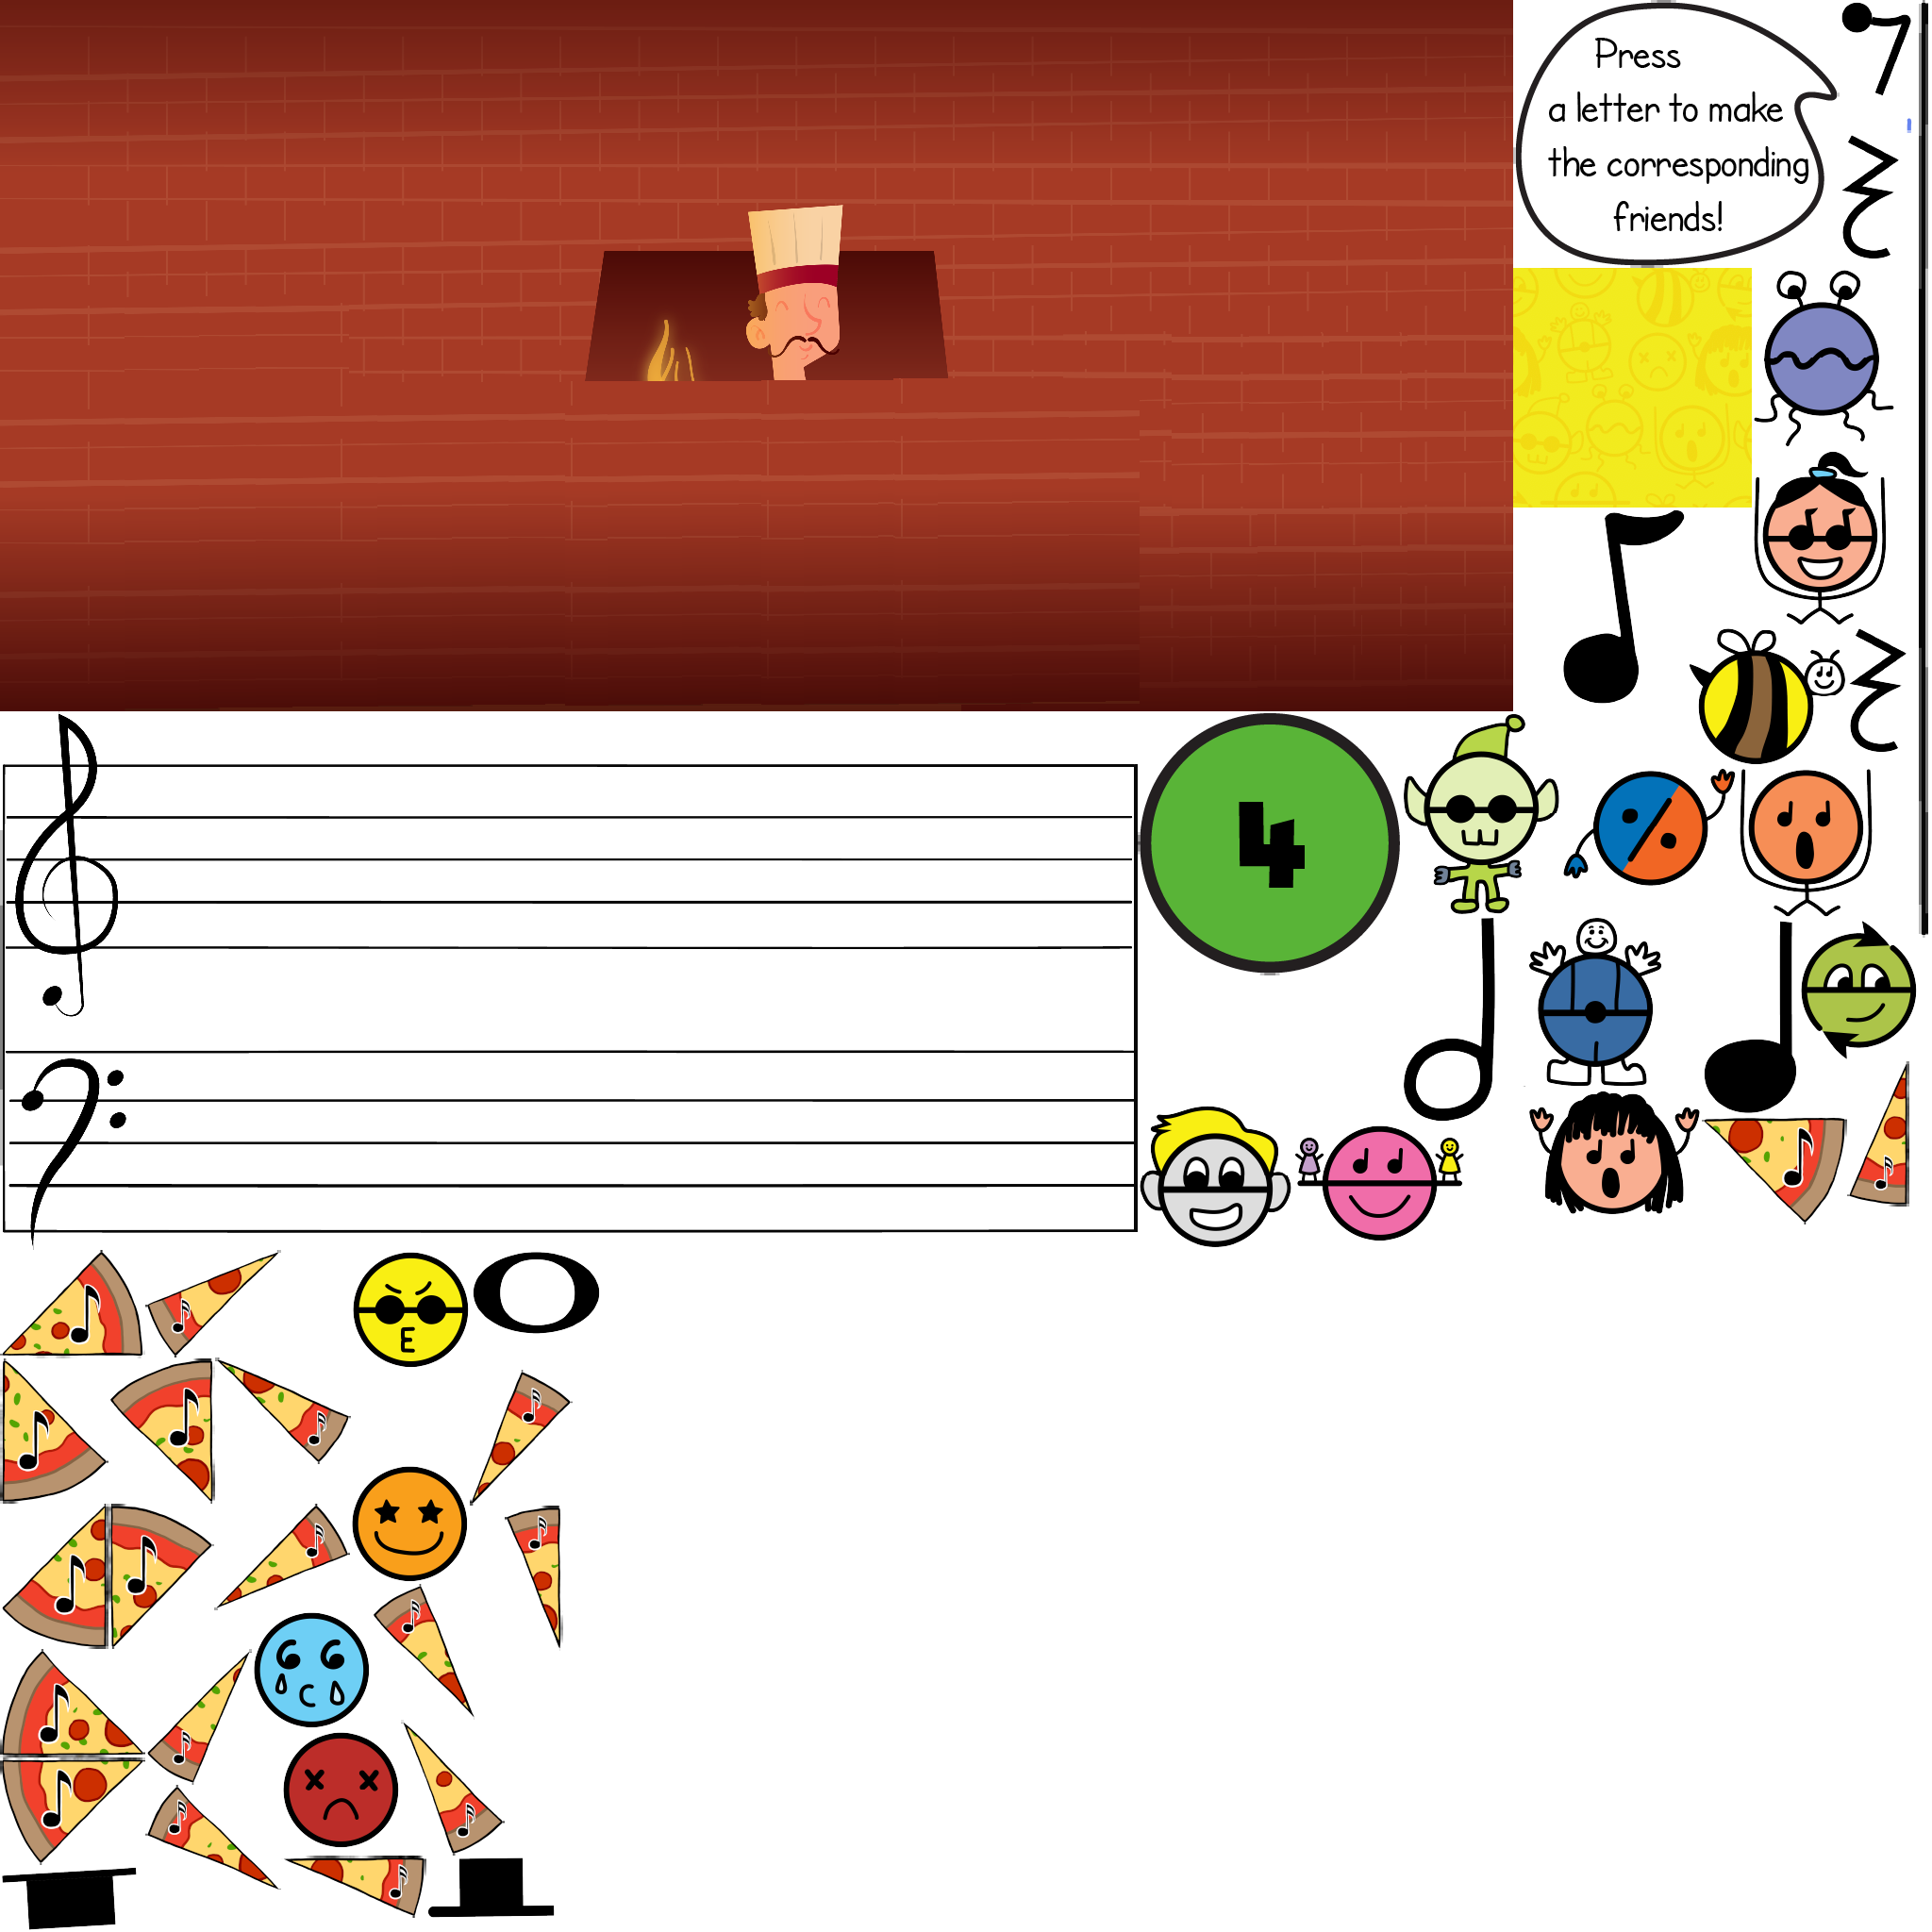 Press
a letter to make
the corresponding
friends!
4
E
C